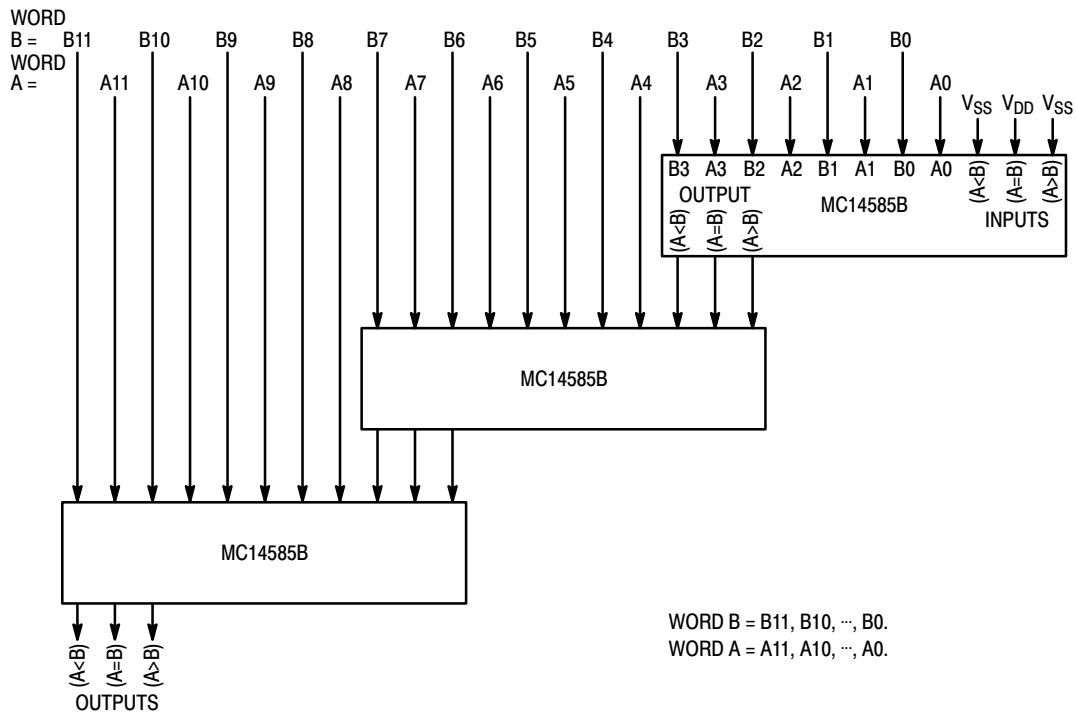 WORD
B = B11 B10 B9 B8 B7 B6 B5 B4 B3 B2 B1 B0
WORD
A = A11 A10 A9 A8 A7 A6 A5 A4 A3 A2 A1 A0
VSS VDD VSS
B3 A3 B2 A2 B1 A1 B0 A0 (A<B) (A=B) (A>B)
OUTPUT
MC14585B
INPUTS
(A<B) (A=B) (A>B)
MC14585B
MC14585B
WORD B = B11, B10, ···, B0.
WORD A = A11, A10, ···, A0.
(A<B) (A=B) (A>B)
OUTPUTS